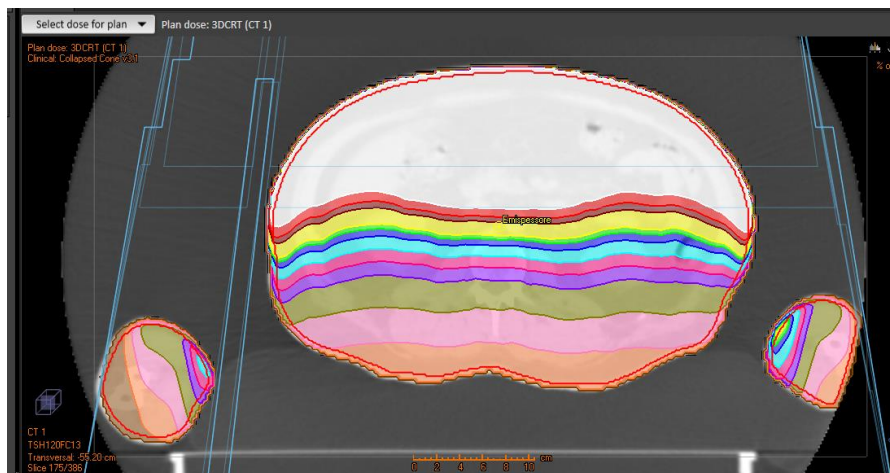 Select dose for plan
Plan dose: 3DCRT (CT 1)
Plan dose: 3DCRT (CT 1)
Clinical: Collapsed Cone v3.1
% o
Emispessore
CT 1
TSH120FC13
Transversal: -55.20 cm
Slice 175/386
0 2 4 6 8 10 cm